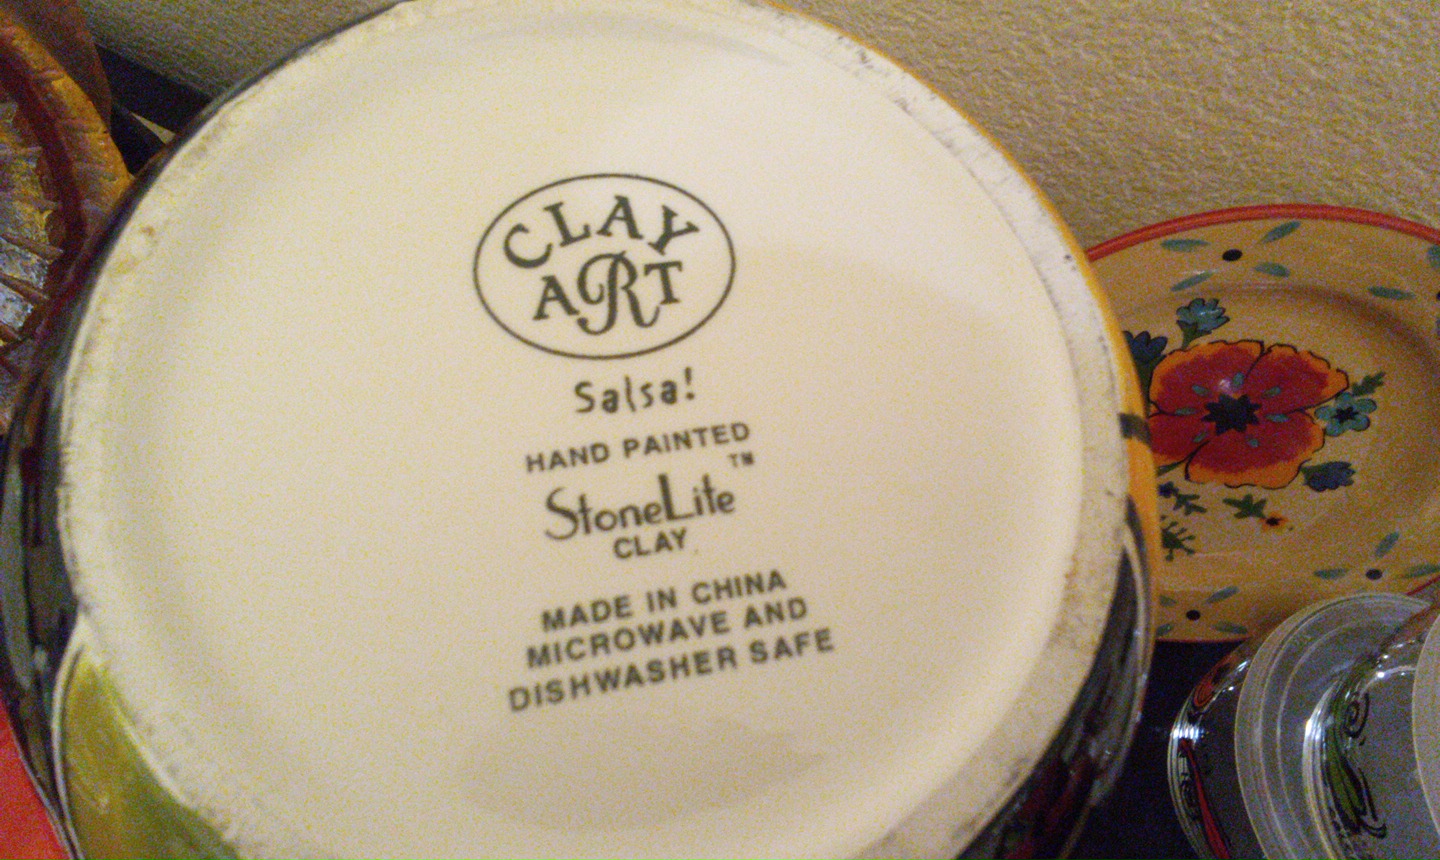 CLAY
ART
Salsa!
HAND PAINTED
StoneLite™
CLAY
MADE IN CHINA
MICROWAVE AND
DISHWASHER SAFE